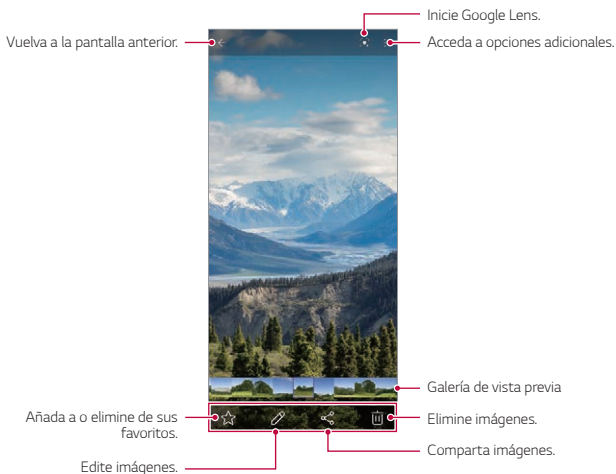 Inicie Google Lens.
Vuelva a la pantalla anterior.
Acceda a opciones adicionales.
Galería de vista previa
Añada a o elimine de sus
favoritos.
Elimine imágenes.
Comparta imágenes.
Edite imágenes.